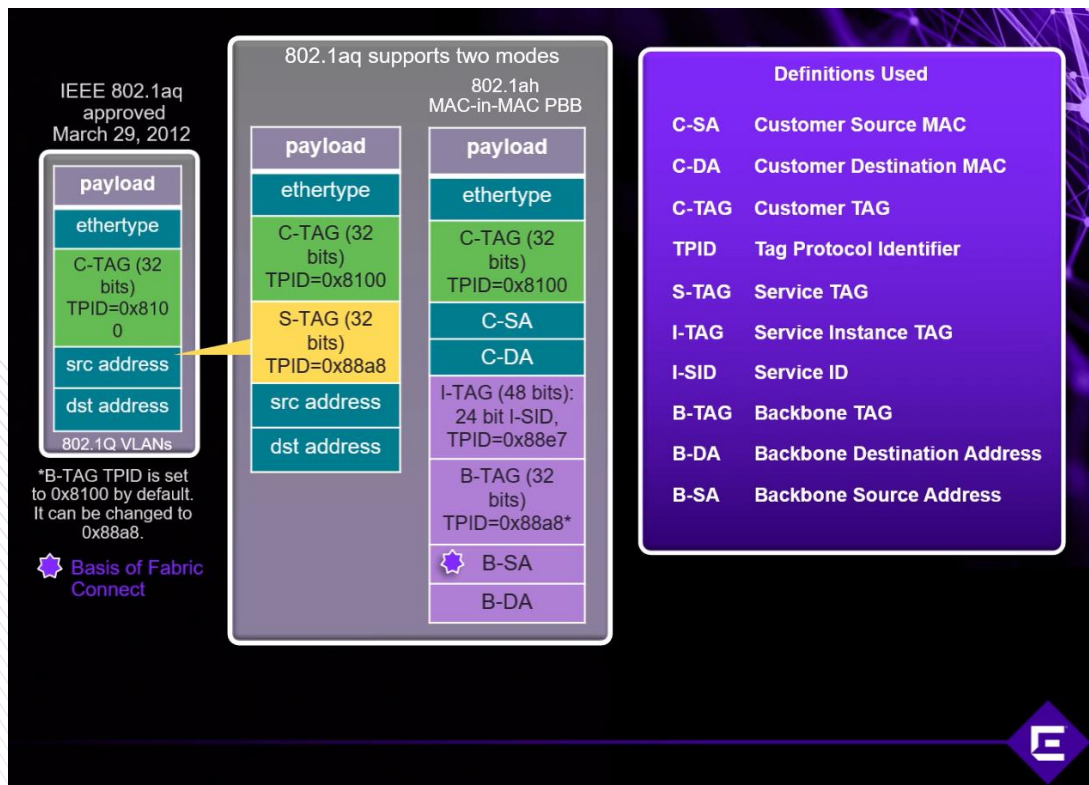 IEEE 802.1aq
approved
March 29, 2012
payload
ethertype
C-TAG (32
bits)
TPID=0x810
0
src address
dst address
802.1Q VLANs
*B-TAG TPID is set
to 0x8100 by default.
It can be changed to
0x88a8.
Basis of Fabric
Connect
802.1aq supports two modes
payload
ethertype
C-TAG (32
bits)
TPID=0x8100
S-TAG (32
bits)
TPID=0x88a8
src address
dst address
802.1ah
MAC-in-MAC PBB
payload
ethertype
C-TAG (32
bits)
TPID=0x8100
C-SA
C-DA
I-TAG (48 bits):
24 bit I-SID,
TPID=0x88e7
B-TAG (32
bits)
TPID=0x88a8*
B-SA
B-DA
Definitions Used
C-SA Customer Source MAC
C-DA Customer Destination MAC
C-TAG Customer TAG
TPID Tag Protocol Identifier
S-TAG Service TAG
I-TAG Service Instance TAG
I-SID Service ID
B-TAG Backbone TAG
B-DA Backbone Destination Address
B-SA Backbone Source Address
E